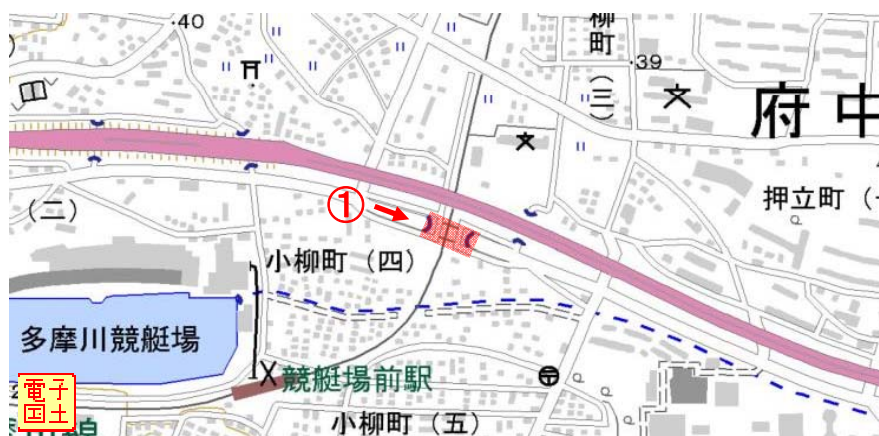 ・40
柳町（三）
・39
府中
（二）
①
押立町（
小柳町（四）
多摩川競艇場
競艇場前駅
小柳町（五）
電子国土